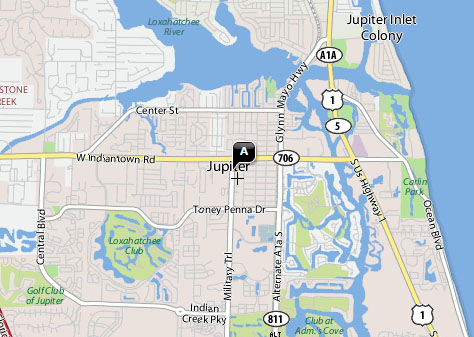 Jupiter Inlet
Colony
Loxahatchee
River
STONE
REEK
A1A
Glynn Mayo Hwy
1
Center St
5
A
W Indiantown Rd
Jupiter
706
S Us Highway 1
Carlin
Park
Ocean Blvd
Toney Penna Dr
Central Blvd
Loxahatchee
Club
Military Trl
Alternate A1a S
Golf Club
of Jupiter
Indian
Creek Pky
811
ALT
Club at
Adm.'s Cove
1